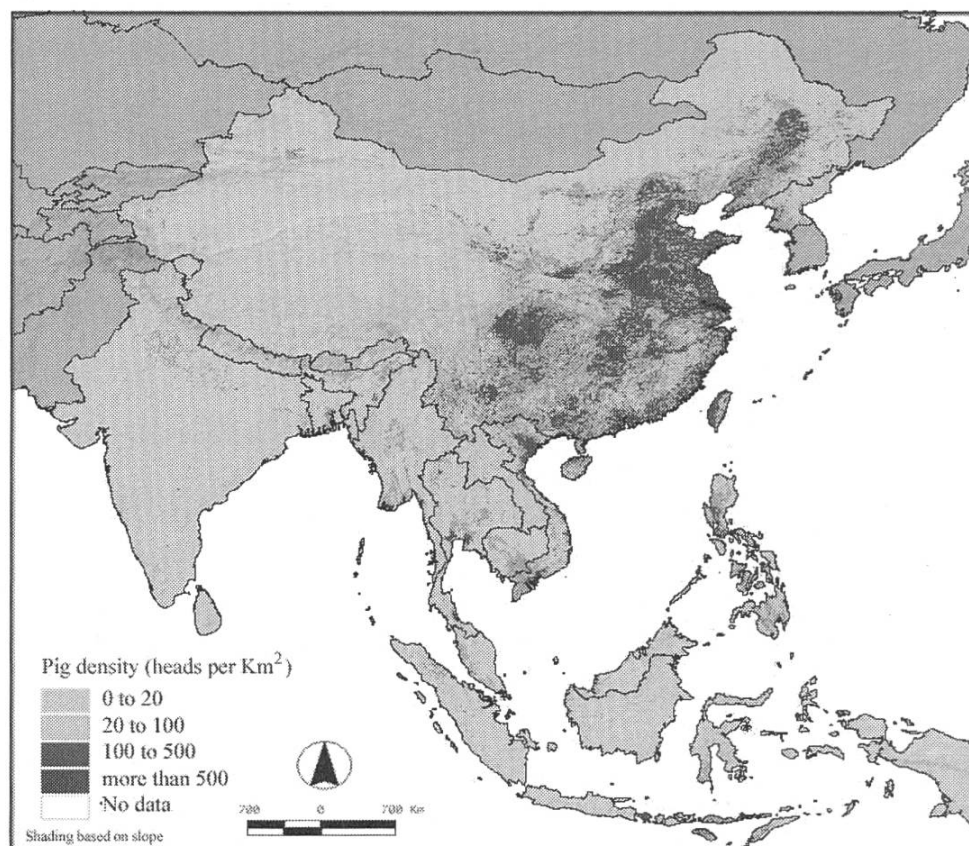 Pig density (heads per Km²)
0 to 20
20 to 100
100 to 500
more than 500
No data
Shading based on slope
700 0 700 Km